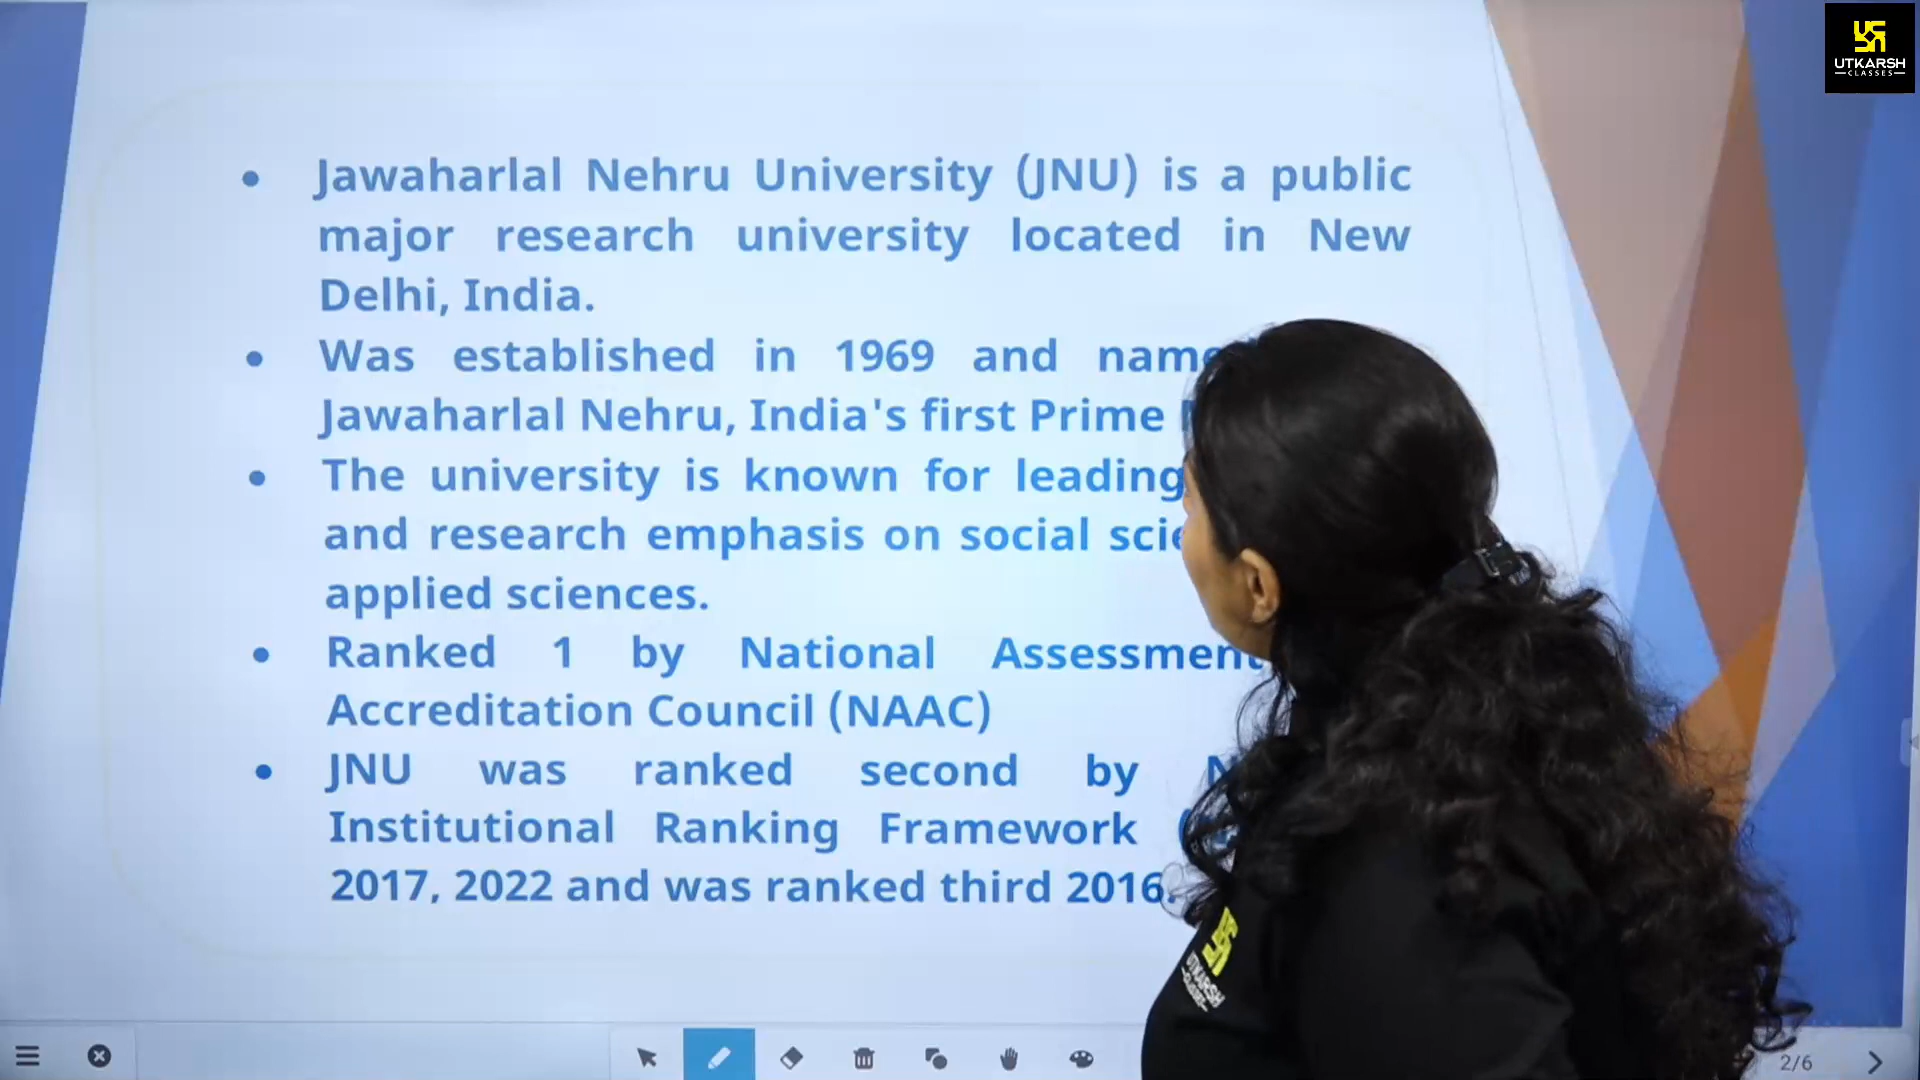 UTKARSH
CLASSES
• Jawaharlal Nehru University (JNU) is a public
major research university located in New
Delhi, India.
• Was established in 1969 and
Jawaharlal Nehru, India's first Prime
• The university is known for leading
and research emphasis on social
applied sciences.
• Ranked 1 by National Assessment
Accreditation Council (NAAC)
• JNU was ranked second by
Institutional Ranking Framework
2017, 2022 and was ranked third 2016.
UTKARSH
CLASSES
2/6